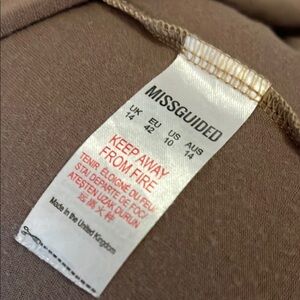 MISSGUIDED
UK EU US AUS
14 42 10 14
KEEP AWAY
FROM FIRE
TENIR ÉLOIGNÉ DU FEU
STAI DEPARTE DE FOC!
ATEŞTEN UZAK DURUN
远离火种
Made in the United Kingdom